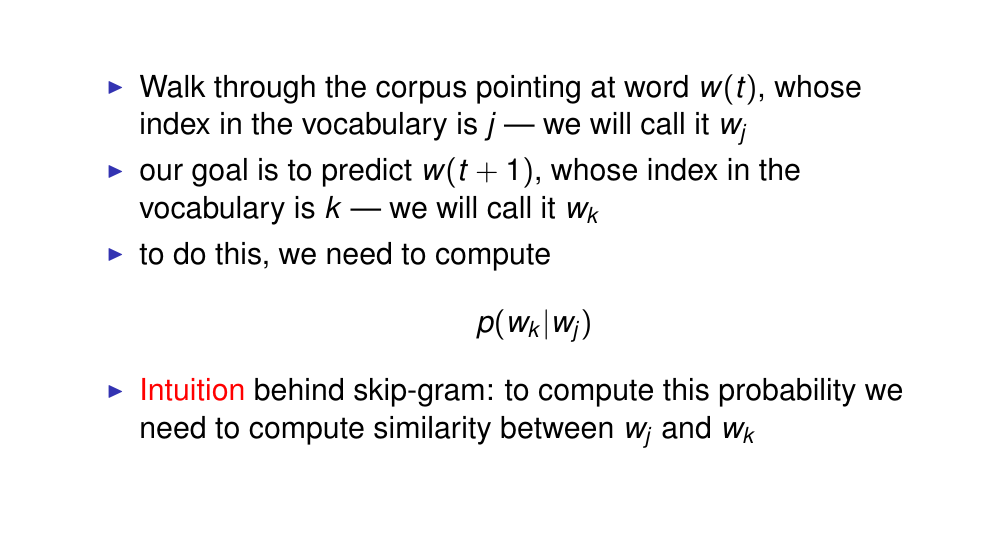 ▶ Walk through the corpus pointing at word w(t), whose
index in the vocabulary is j — we will call it w_j
▶ our goal is to predict w(t + 1), whose index in the
vocabulary is k — we will call it w_k
▶ to do this, we need to compute
p(w_k|w_j)
▶ Intuition behind skip-gram: to compute this probability we
need to compute similarity between w_j and w_k